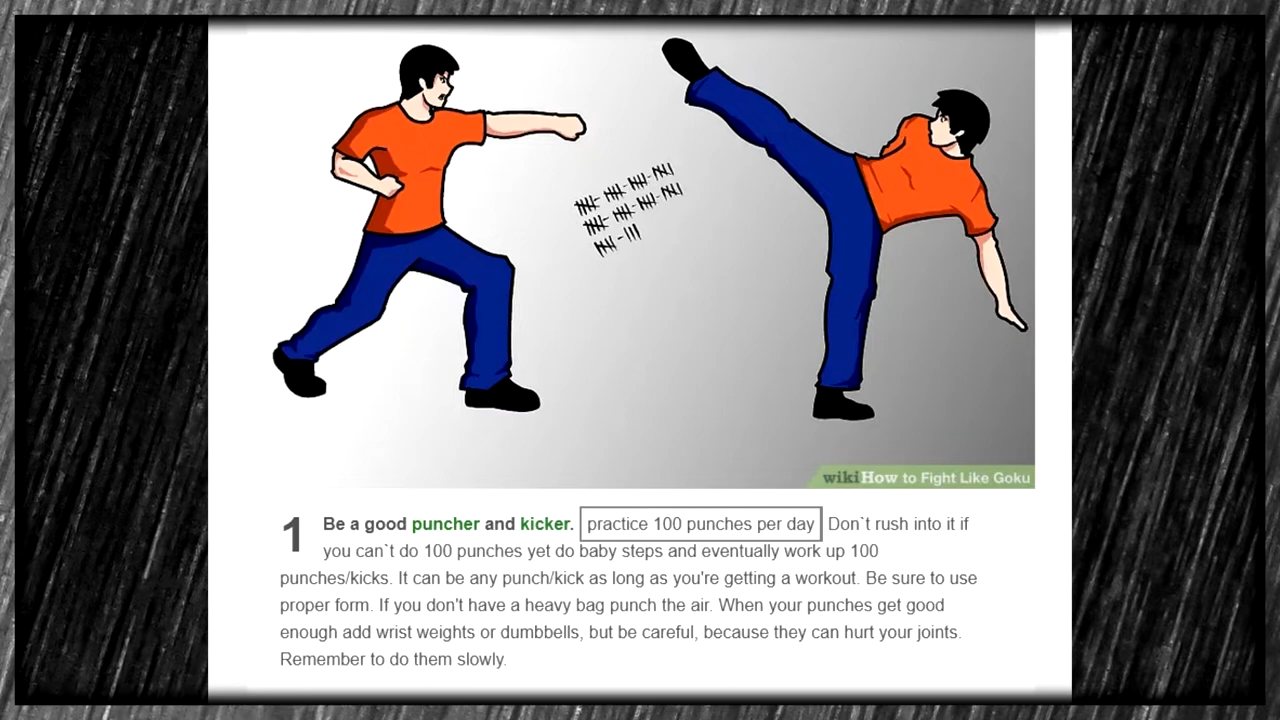 wikiHow to Fight Like Goku
1 Be a good puncher and kicker. practice 100 punches per day Don`t rush into it if
you can`t do 100 punches yet do baby steps and eventually work up 100
punches/kicks. It can be any punch/kick as long as you're getting a workout. Be sure to use
proper form. If you don't have a heavy bag punch the air. When your punches get good
enough add wrist weights or dumbbells, but be careful, because they can hurt your joints.
Remember to do them slowly.